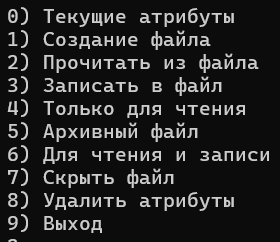 0) Текущие атрибуты
1) Создание файла
2) Прочитать из файла
3) Записать в файл
4) Только для чтения
5) Архивный файл
6) Для чтения и записи
7) Скрыть файл
8) Удалить атрибуты
9) Выход